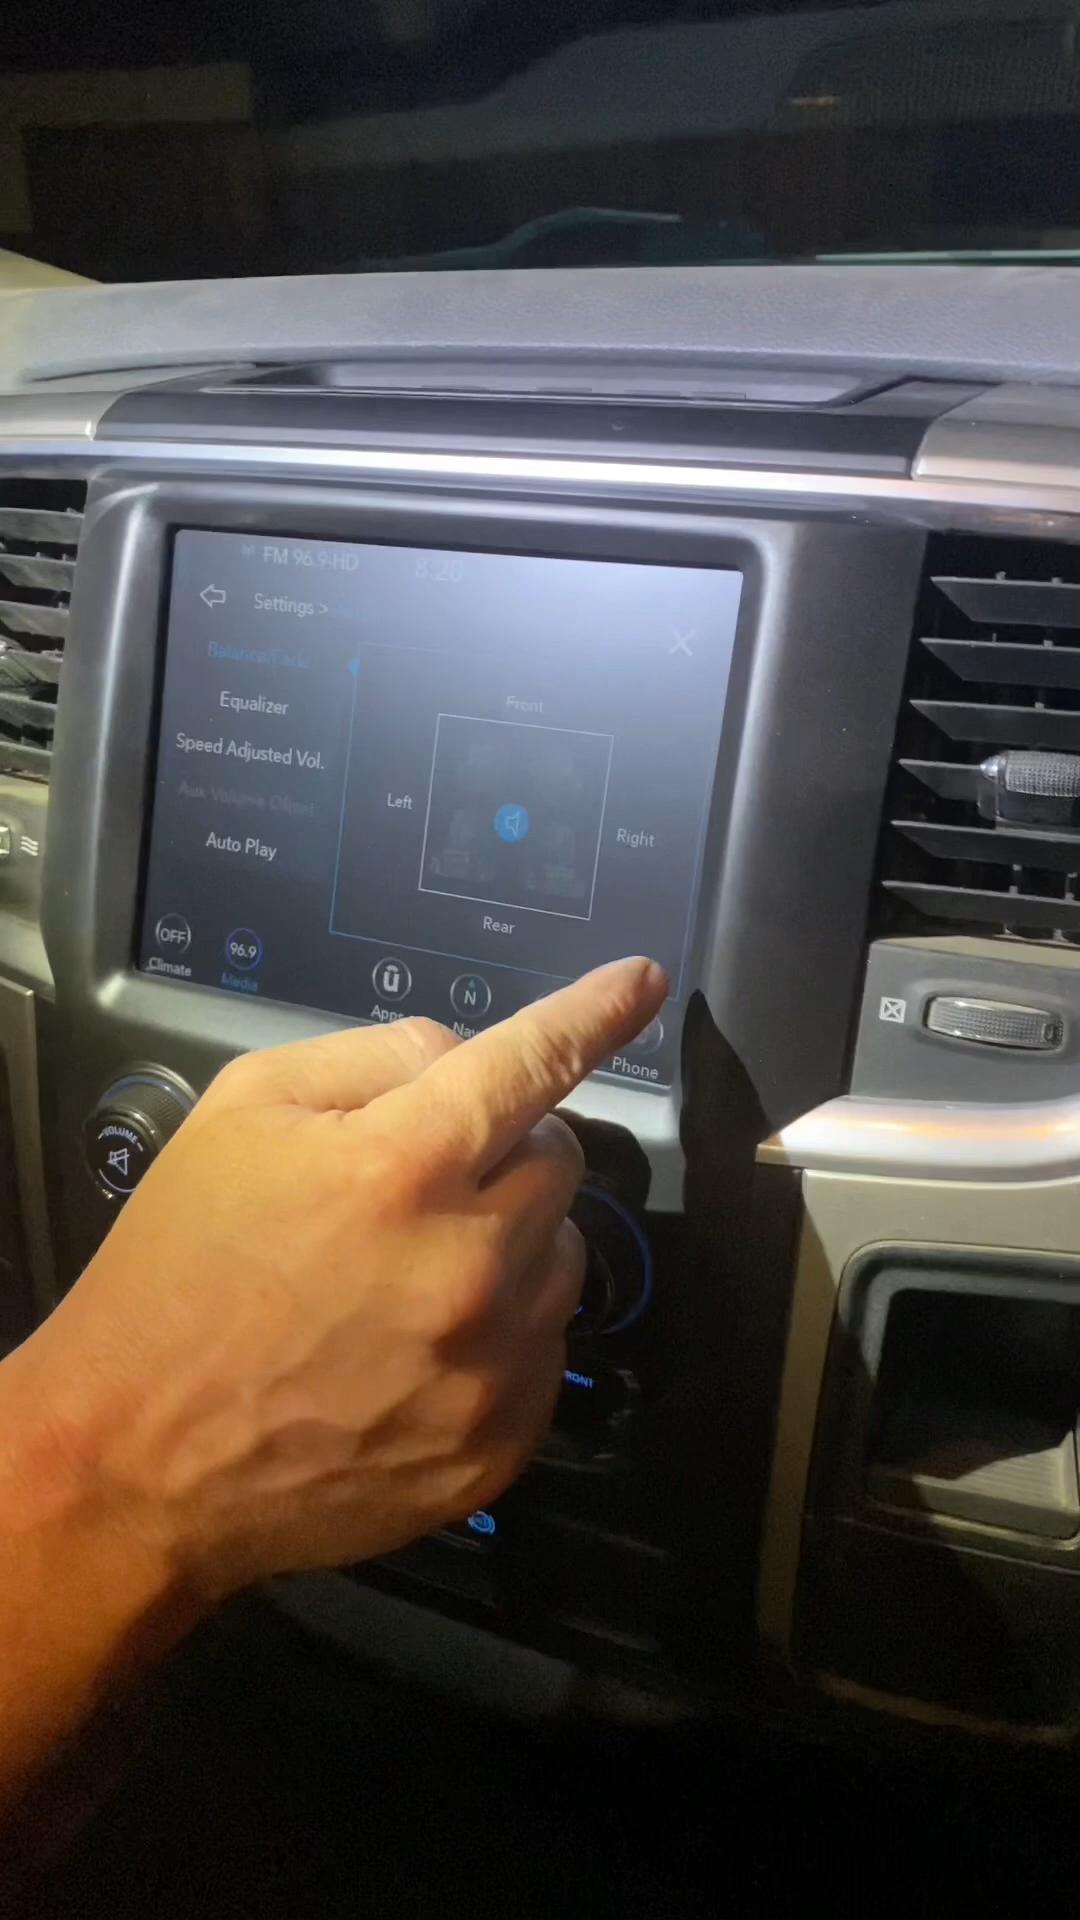 FM 96.9-HD 8:20
Settings >
Balance/Fade
Equalizer
Speed Adjusted Vol.
Aux Volume Offset
Auto Play
Front
Left
Right
Rear
OFF
Climate
96.9
Media
Apps
N
Nav
Phone
VOLUME
FRONT